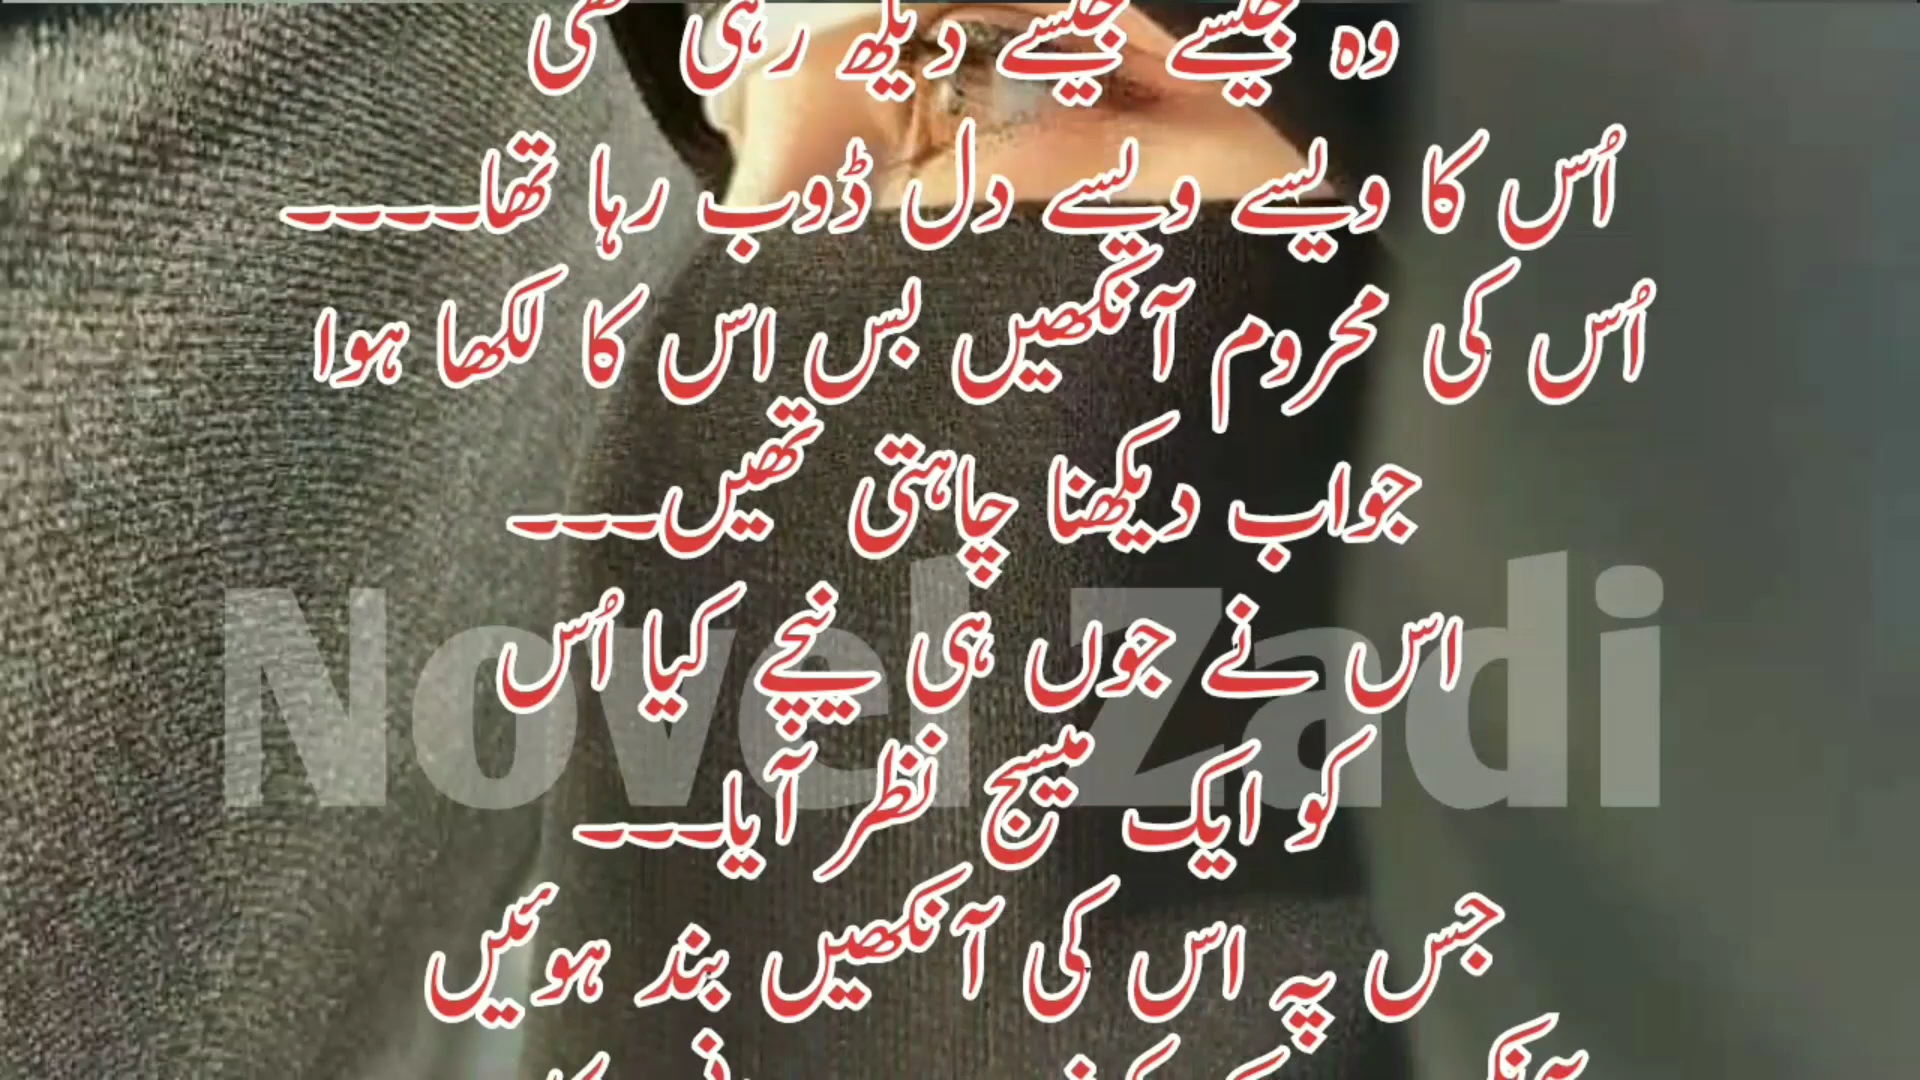 وہ جیسے جیسے دیکھ رہی تھی
اُس کا ویسے ویسے دل ڈوب رہا تھا۔۔۔۔
اُس کی محروم آنکھیں بس اس کا لکھا ہوا
جواب دیکھنا چاہتی تھیں۔۔۔
Novel Zadi
اس نے جوں ہی نیچے کیا اُس
کو ایک میسج نظر آیا۔۔۔
جس پہ اس کی آنکھیں بند ہوئیں